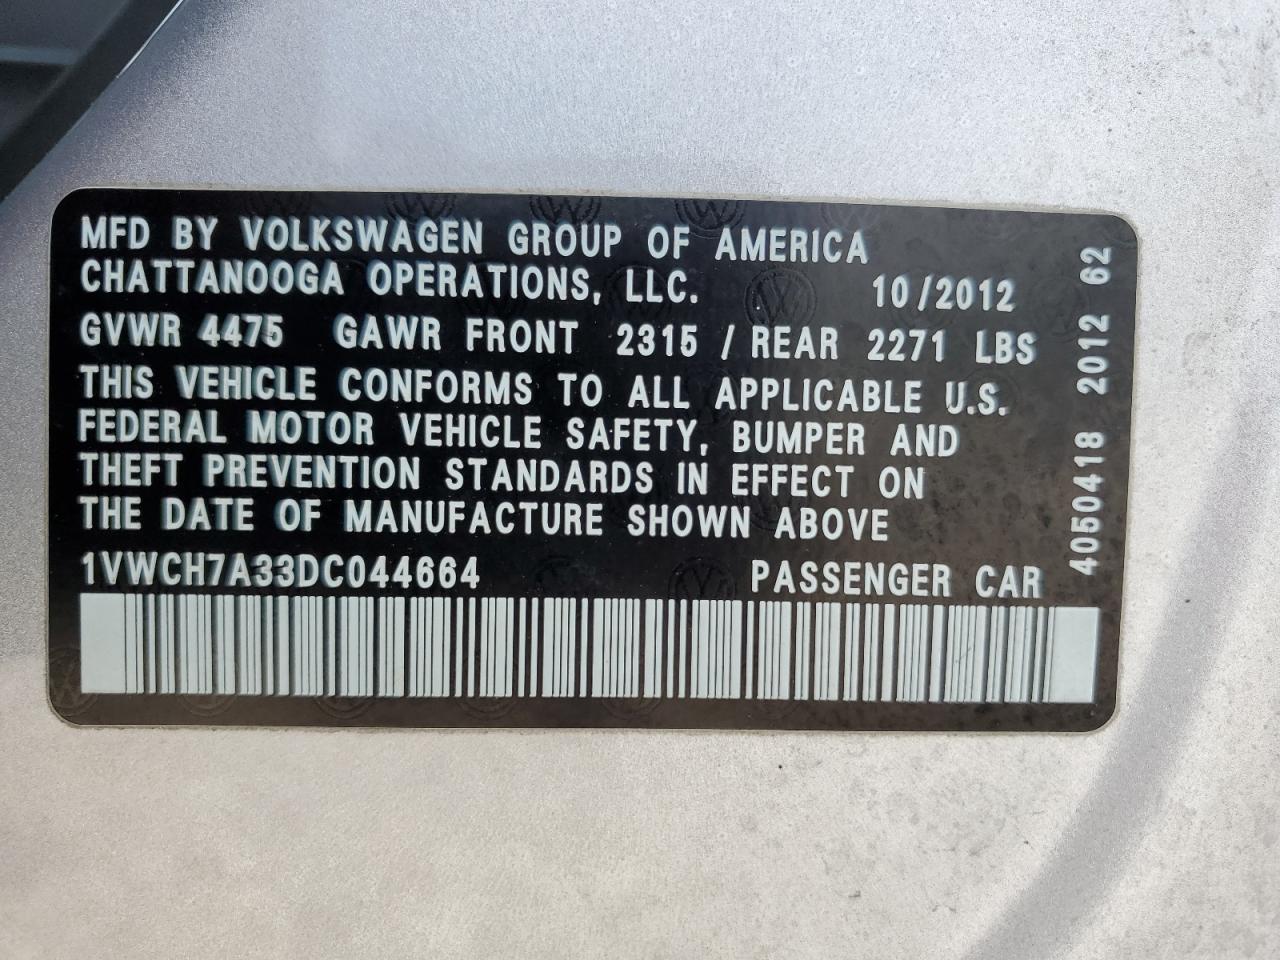 MFD BY VOLKSWAGEN GROUP OF AMERICA
CHATTANOOGA OPERATIONS, LLC. 10/2012
GVWR 4475 GAWR FRONT 2315 / REAR 2271 LBS
THIS VEHICLE CONFORMS TO ALL APPLICABLE U.S.
FEDERAL MOTOR VEHICLE SAFETY, BUMPER AND
THEFT PREVENTION STANDARDS IN EFFECT ON
THE DATE OF MANUFACTURE SHOWN ABOVE
1VWCH7A33DC044664 PASSENGER CAR
4050418 2012 62